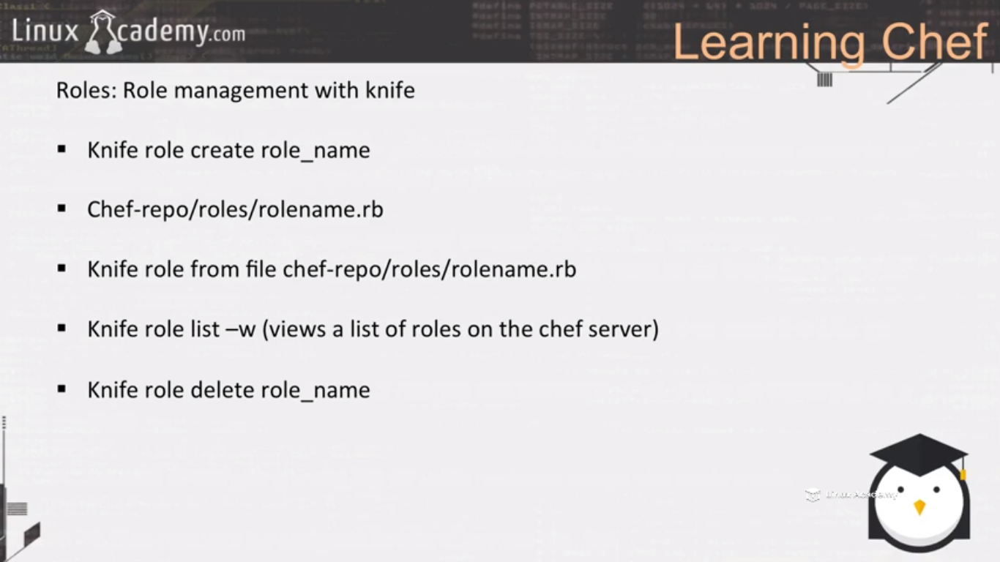 Linux Academy.com
Learning Chef
Roles: Role management with knife
▪ Knife role create role_name
▪ Chef-repo/roles/rolename.rb
▪ Knife role from file chef-repo/roles/rolename.rb
▪ Knife role list –w (views a list of roles on the chef server)
▪ Knife role delete role_name
Linux Academy